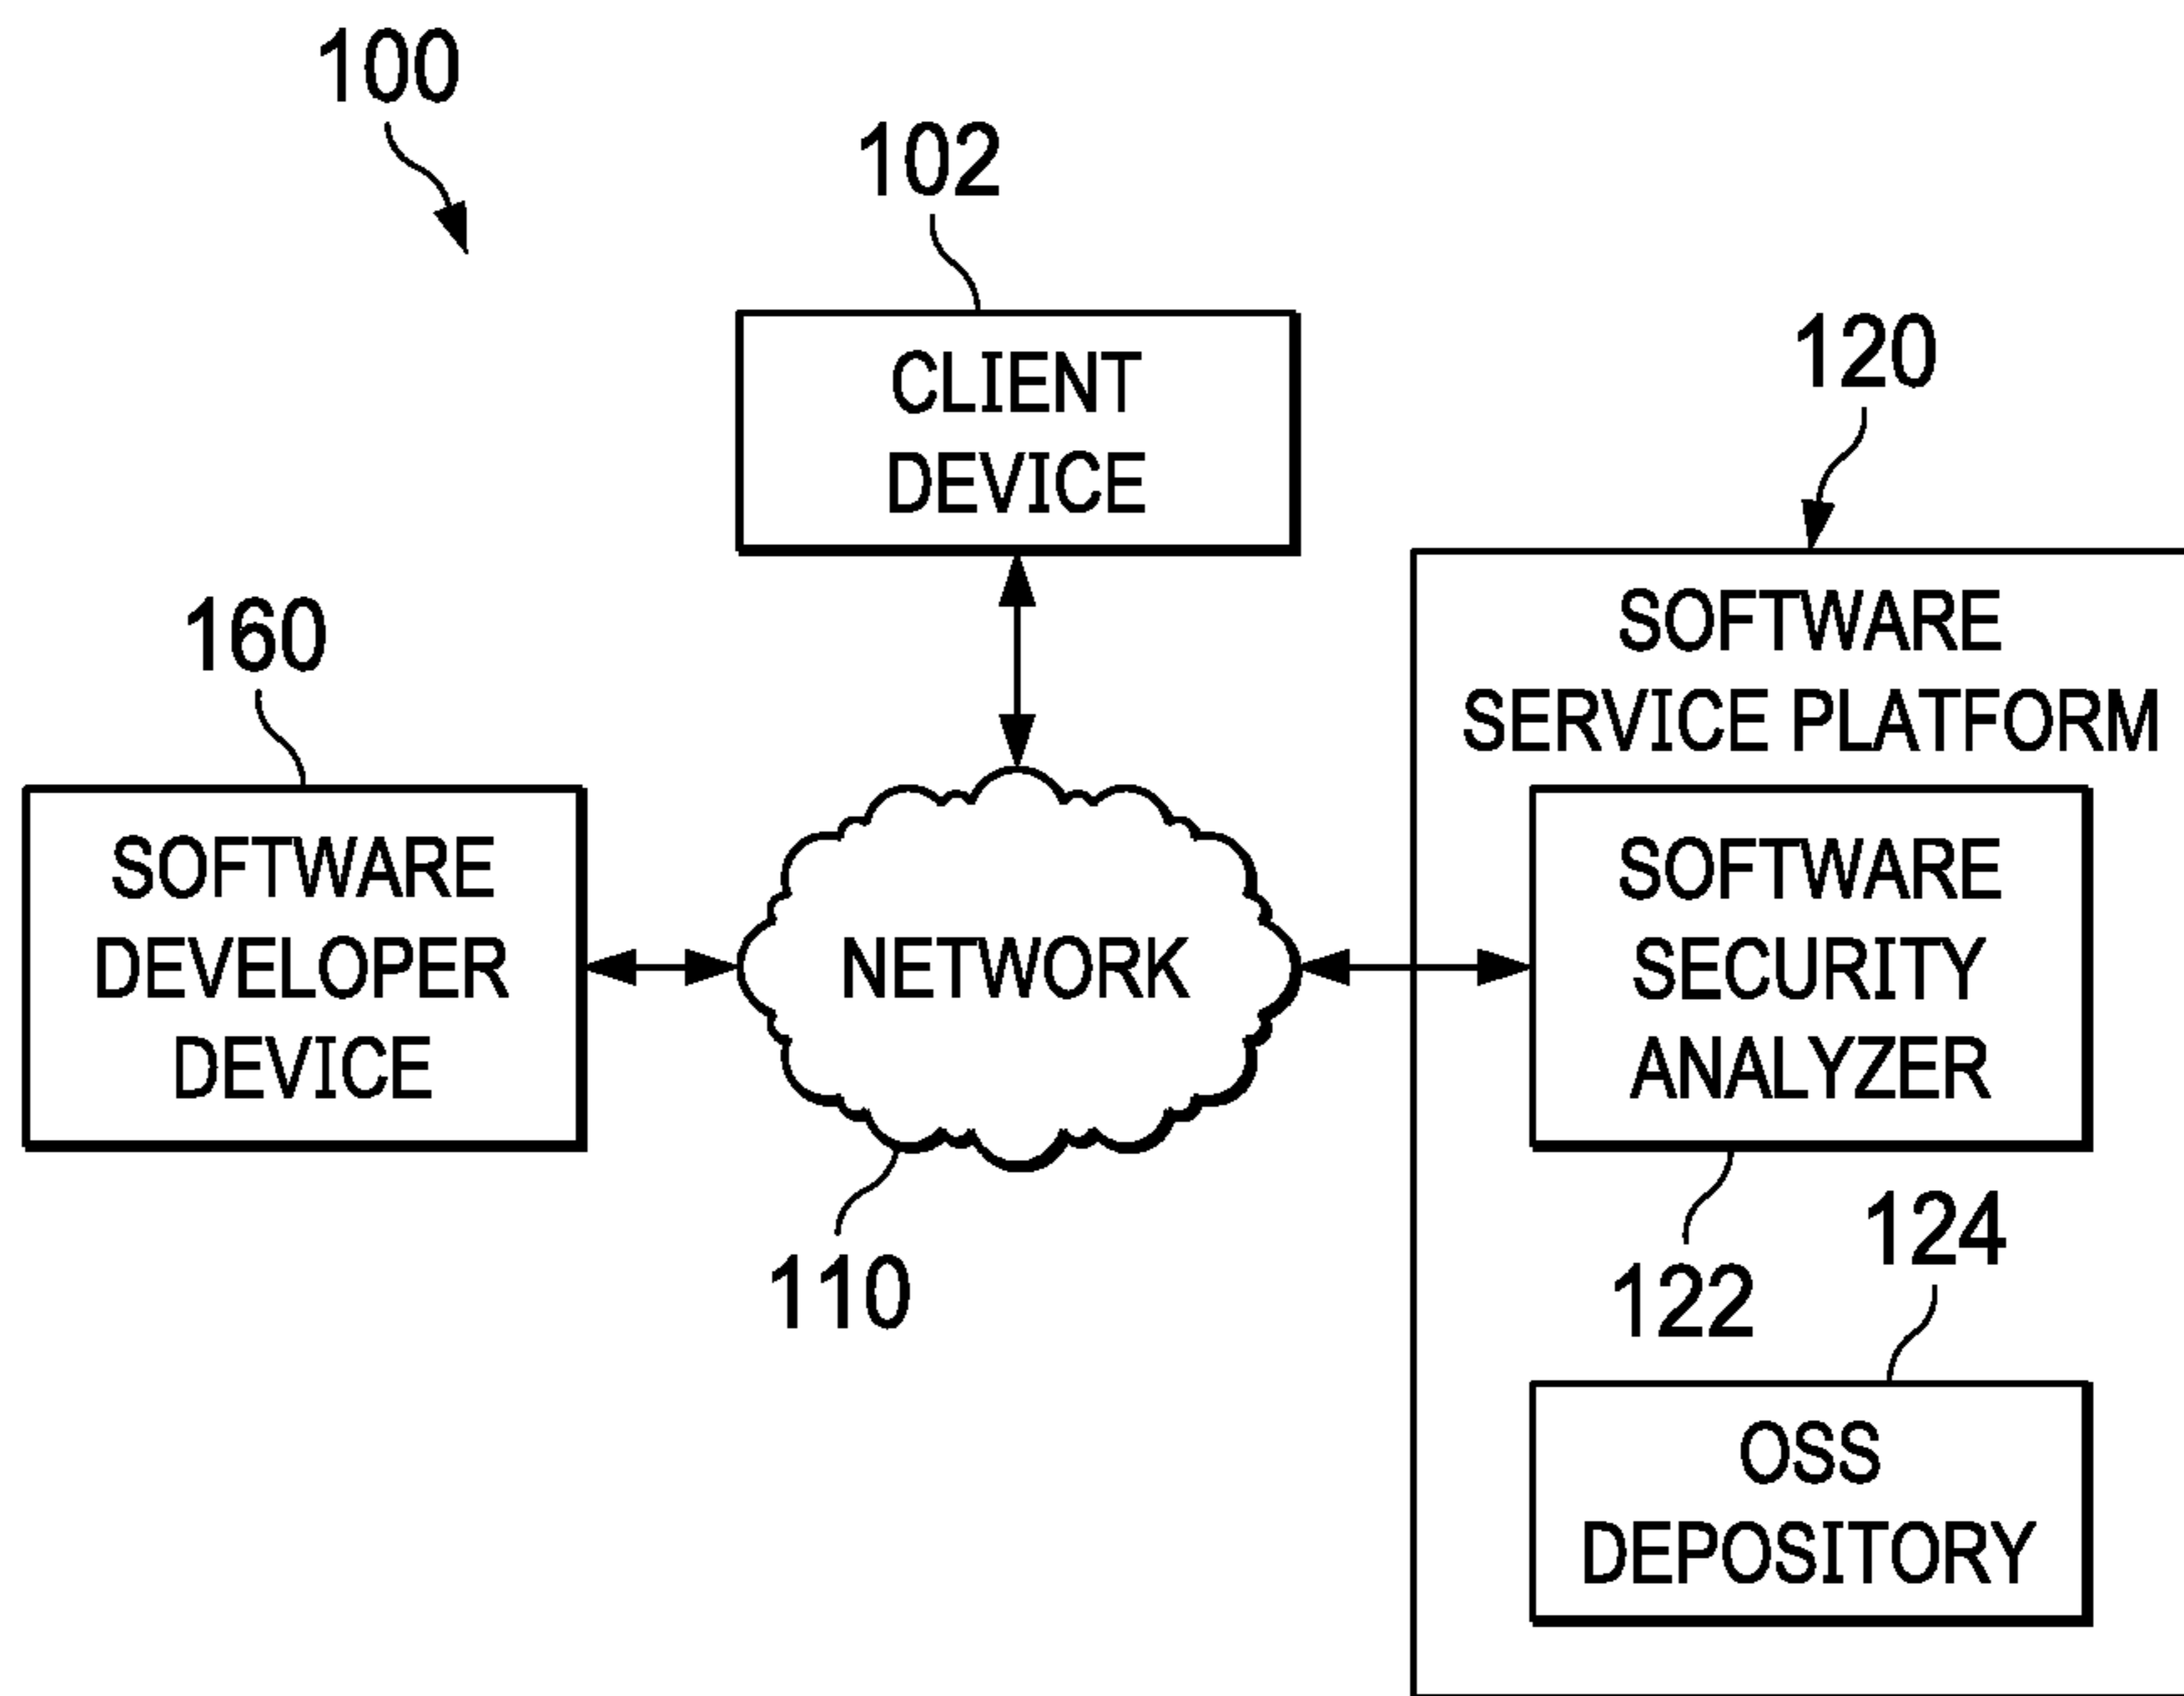 100
102
CLIENT
DEVICE
120
SOFTWARE
SERVICE PLATFORM
160
SOFTWARE
DEVELOPER
DEVICE
NETWORK
110
SOFTWARE
SECURITY
ANALYZER
122
124
OSS
DEPOSITORY